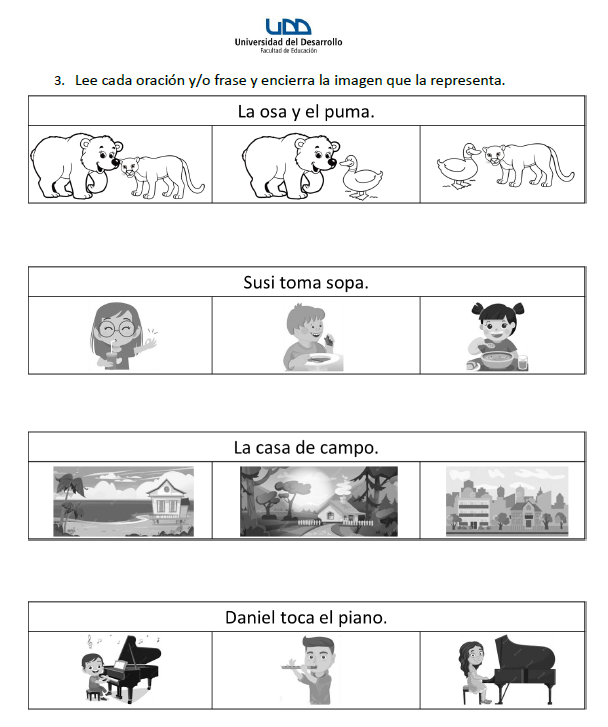 UDD
Universidad del Desarrollo
Facultad de Educación
3. Lee cada oración y/o frase y encierra la imagen que la representa.
La osa y el puma.
Susi toma sopa.
La casa de campo.
Daniel toca el piano.